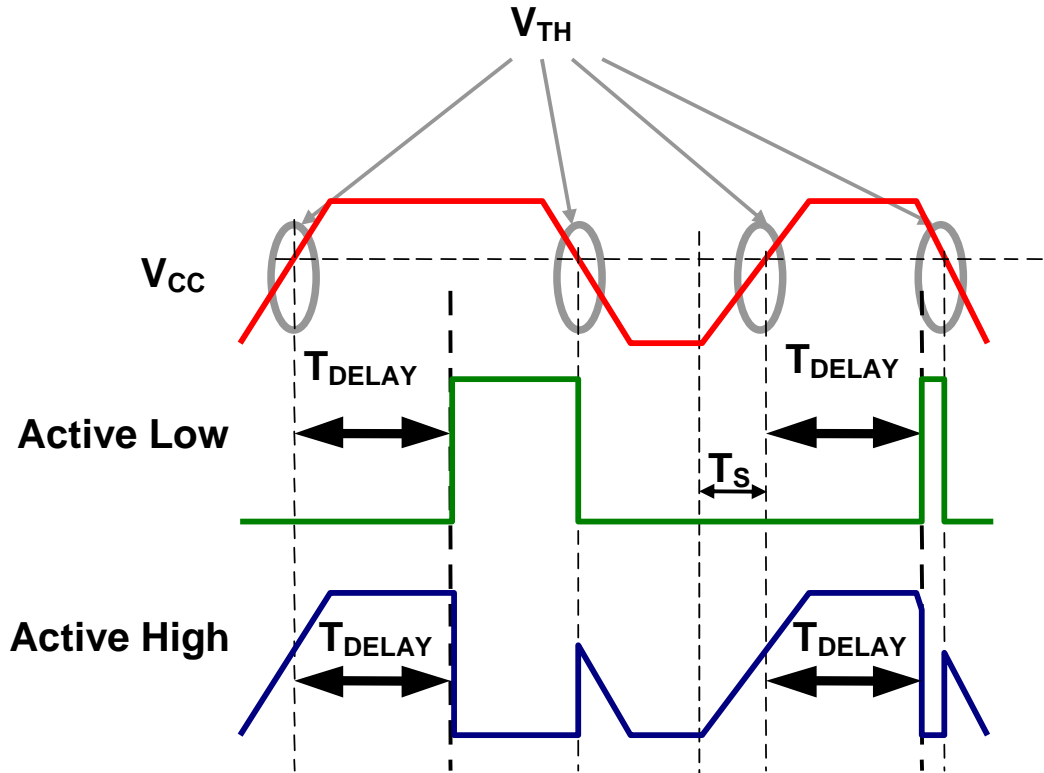 VTH
VCC
TDELAY
TDELAY
Active Low
TS
Active High
TDELAY
TDELAY